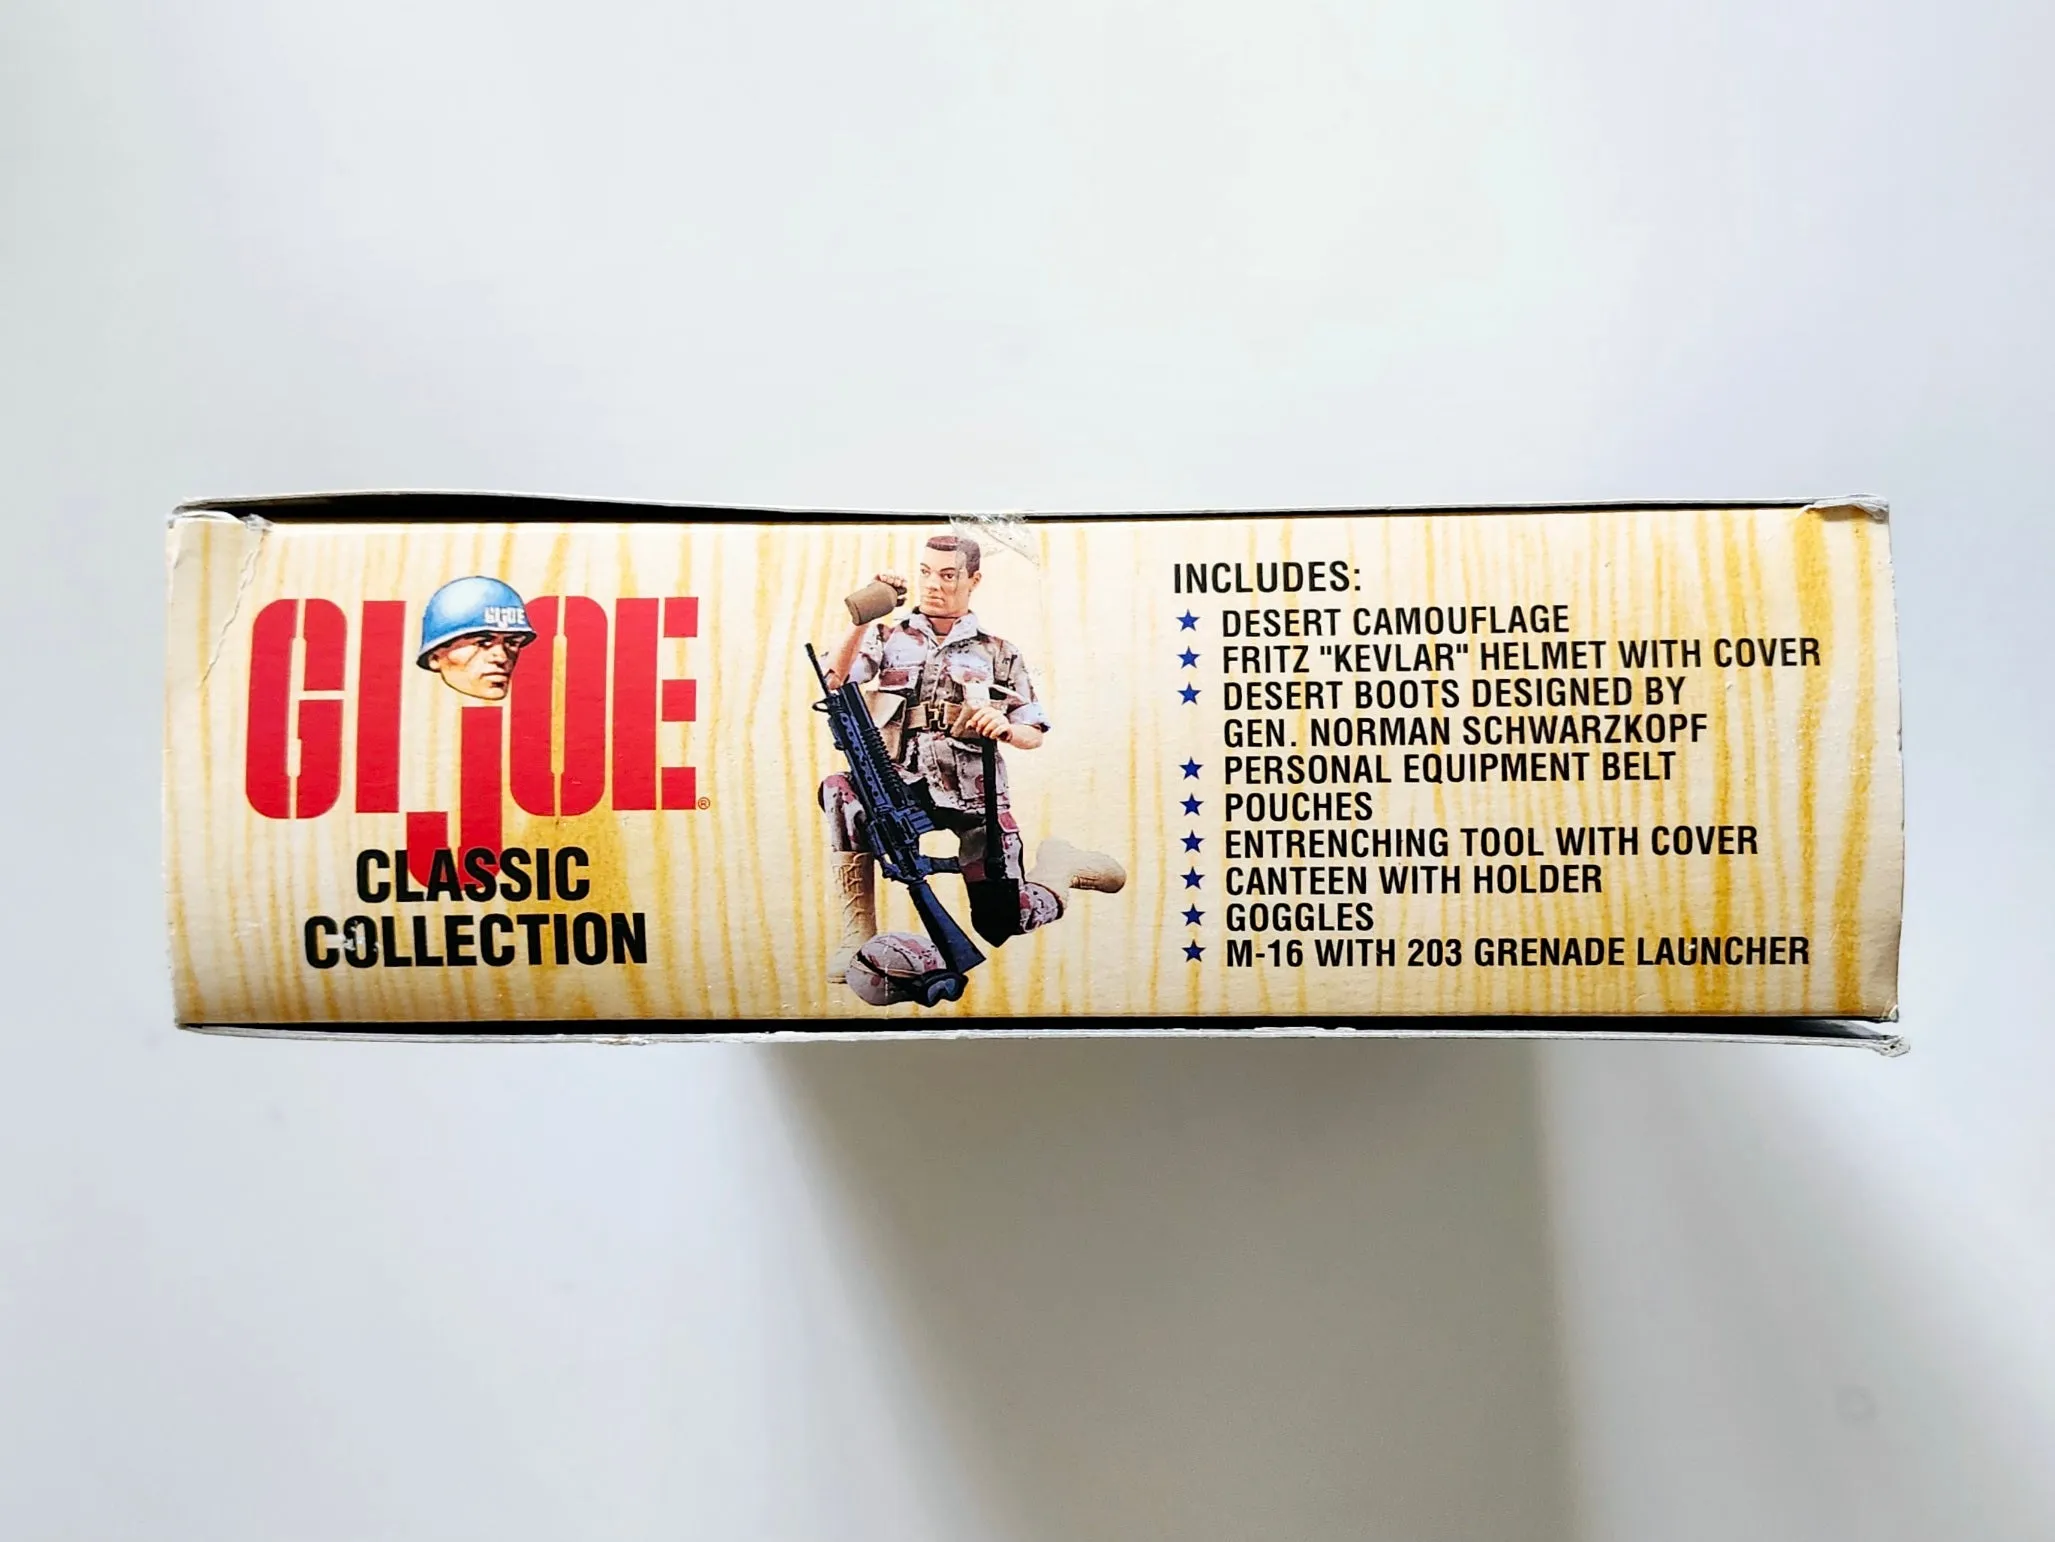 GI JOE
GI JOE
®
CLASSIC
COLLECTION
INCLUDES:
★ DESERT CAMOUFLAGE
★ FRITZ "KEVLAR" HELMET WITH COVER
★ DESERT BOOTS DESIGNED BY
GEN. NORMAN SCHWARZKOPF
★ PERSONAL EQUIPMENT BELT
★ POUCHES
★ ENTRENCHING TOOL WITH COVER
★ CANTEEN WITH HOLDER
★ GOGGLES
★ M-16 WITH 203 GRENADE LAUNCHER